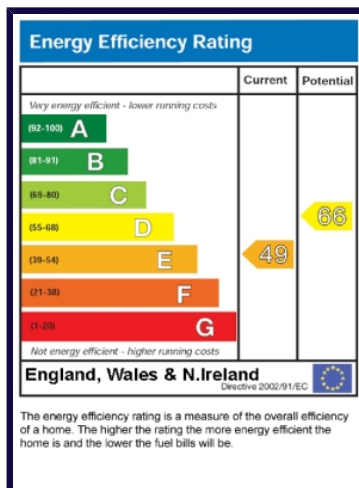 Energy Efficiency Rating
Current Potential
Very energy efficient - lower running costs
(92-100) A
(81-91) B
(69-80) C
(55-68) D
66
(39-54) E
49
(21-38) F
(1-20) G
Not energy efficient - higher running costs
England, Wales & N.Ireland
Directive 2002/91/EC
The energy efficiency rating is a measure of the overall efficiency
of a home. The higher the rating the more energy efficient the
home is and the lower the fuel bills will be.